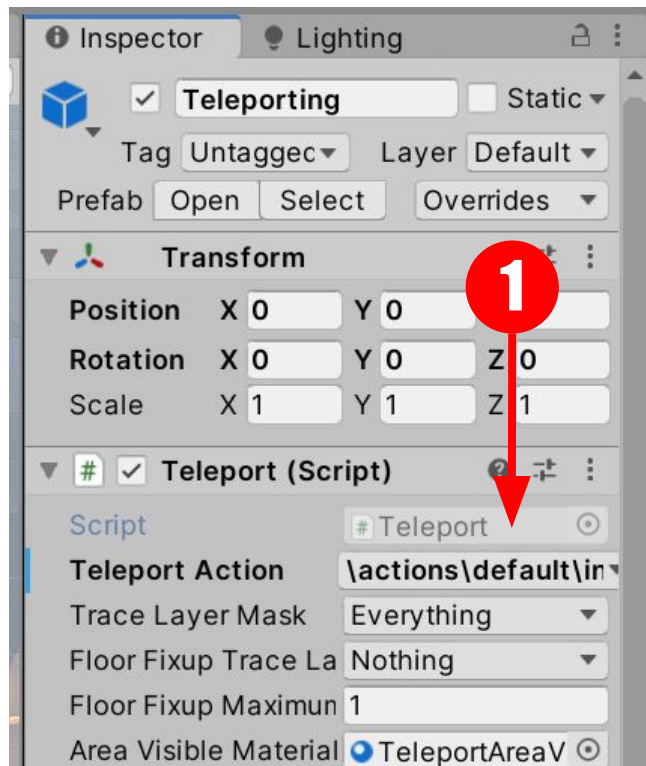 Inspector Lighting
Teleporting Static
Tag Untaggec Layer Default
Prefab Open Select Overrides
Transform
1
Position X 0 Y 0
Rotation X 0 Y 0 Z 0
Scale X 1 Y 1 Z 1
# Teleport (Script)
Script # Teleport
Teleport Action \actions\default\in
Trace Layer Mask Everything
Floor Fixup Trace La Nothing
Floor Fixup Maximun 1
Area Visible Material TeleportAreaV